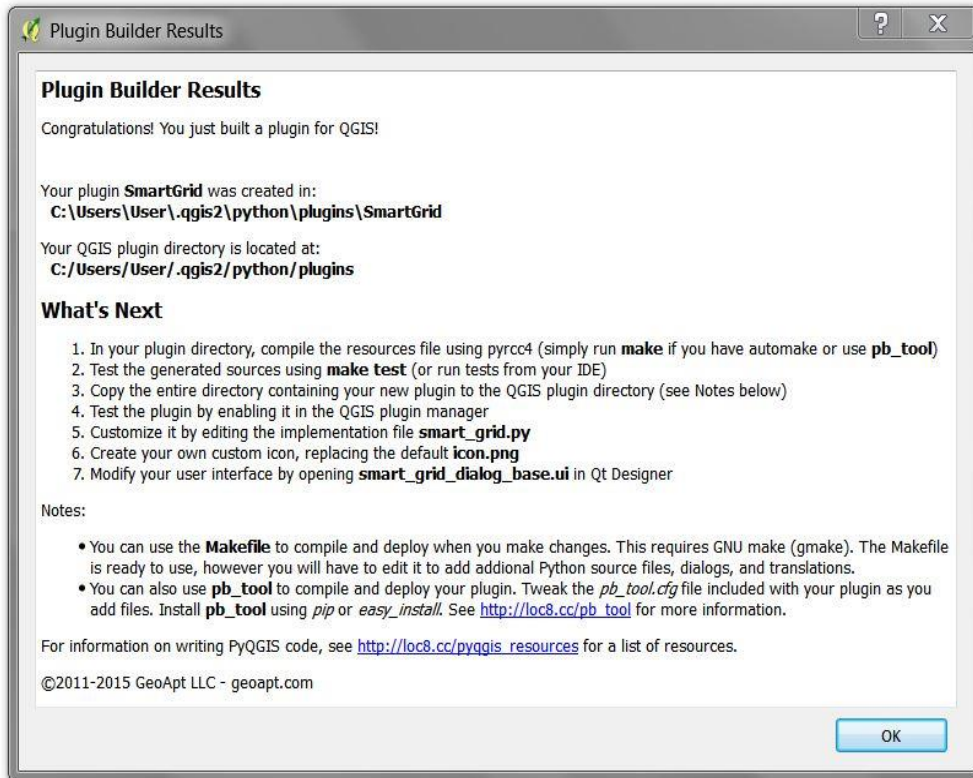 Plugin Builder Results
Plugin Builder Results
Congratulations! You just built a plugin for QGIS!
Your plugin SmartGrid was created in:
C:\Users\User\.qgis2\python\plugins\SmartGrid
Your QGIS plugin directory is located at:
C:/Users/User/.qgis2/python/plugins
What's Next
1. In your plugin directory, compile the resources file using pyrcc4 (simply run make if you have automake or use pb_tool)
2. Test the generated sources using make test (or run tests from your IDE)
3. Copy the entire directory containing your new plugin to the QGIS plugin directory (see Notes below)
4. Test the plugin by enabling it in the QGIS plugin manager
5. Customize it by editing the implementation file smart_grid.py
6. Create your own custom icon, replacing the default icon.png
7. Modify your user interface by opening smart_grid_dialog_base.ui in Qt Designer
Notes:
• You can use the Makefile to compile and deploy when you make changes. This requires GNU make (gmake). The Makefile
is ready to use, however you will have to edit it to add addional Python source files, dialogs, and translations.
• You can also use pb_tool to compile and deploy your plugin. Tweak the pb_tool.cfg file included with your plugin as you
add files. Install pb_tool using pip or easy_install. See http://loc8.cc/pb_tool for more information.
For information on writing PyQGIS code, see http://loc8.cc/pyqgis_resources for a list of resources.
©2011-2015 GeoApt LLC - geoapt.com
OK